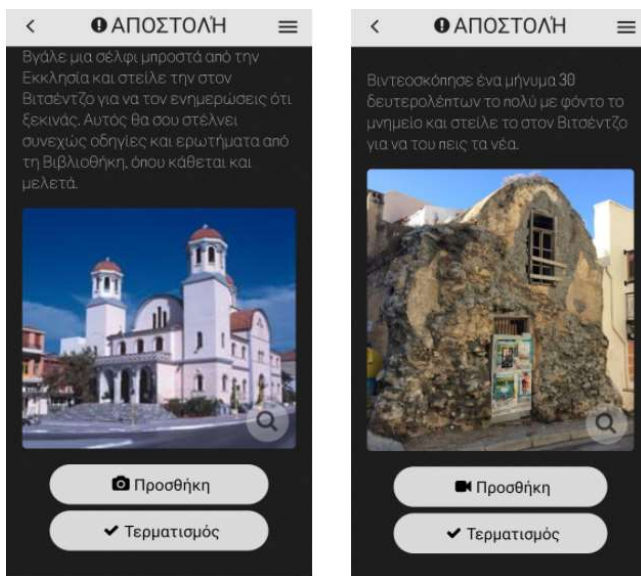 ΑΠΟΣΤΟΛΉ
Βγάλε μια σέλφι μπροστά από την
Εκκλησία και στείλε την στον
Βιτσέντζο για να τον ενημερώσεις ότι
ξεκινάς. Αυτός θα σου στέλνει
συνεχώς οδηγίες και ερωτήματα από
τη Βιβλιοθήκη, όπου κάθεται και
μελετά.
Προσθήκη
Τερματισμός
ΑΠΟΣΤΟΛΉ
Βιντεοσκόπησε ένα μήνυμα 30
δευτερολέπτων το πολύ με φόντο το
μνημείο και στείλε το στον Βιτσέντζο
για να του πεις τα νέα.
Προσθήκη
Τερματισμός